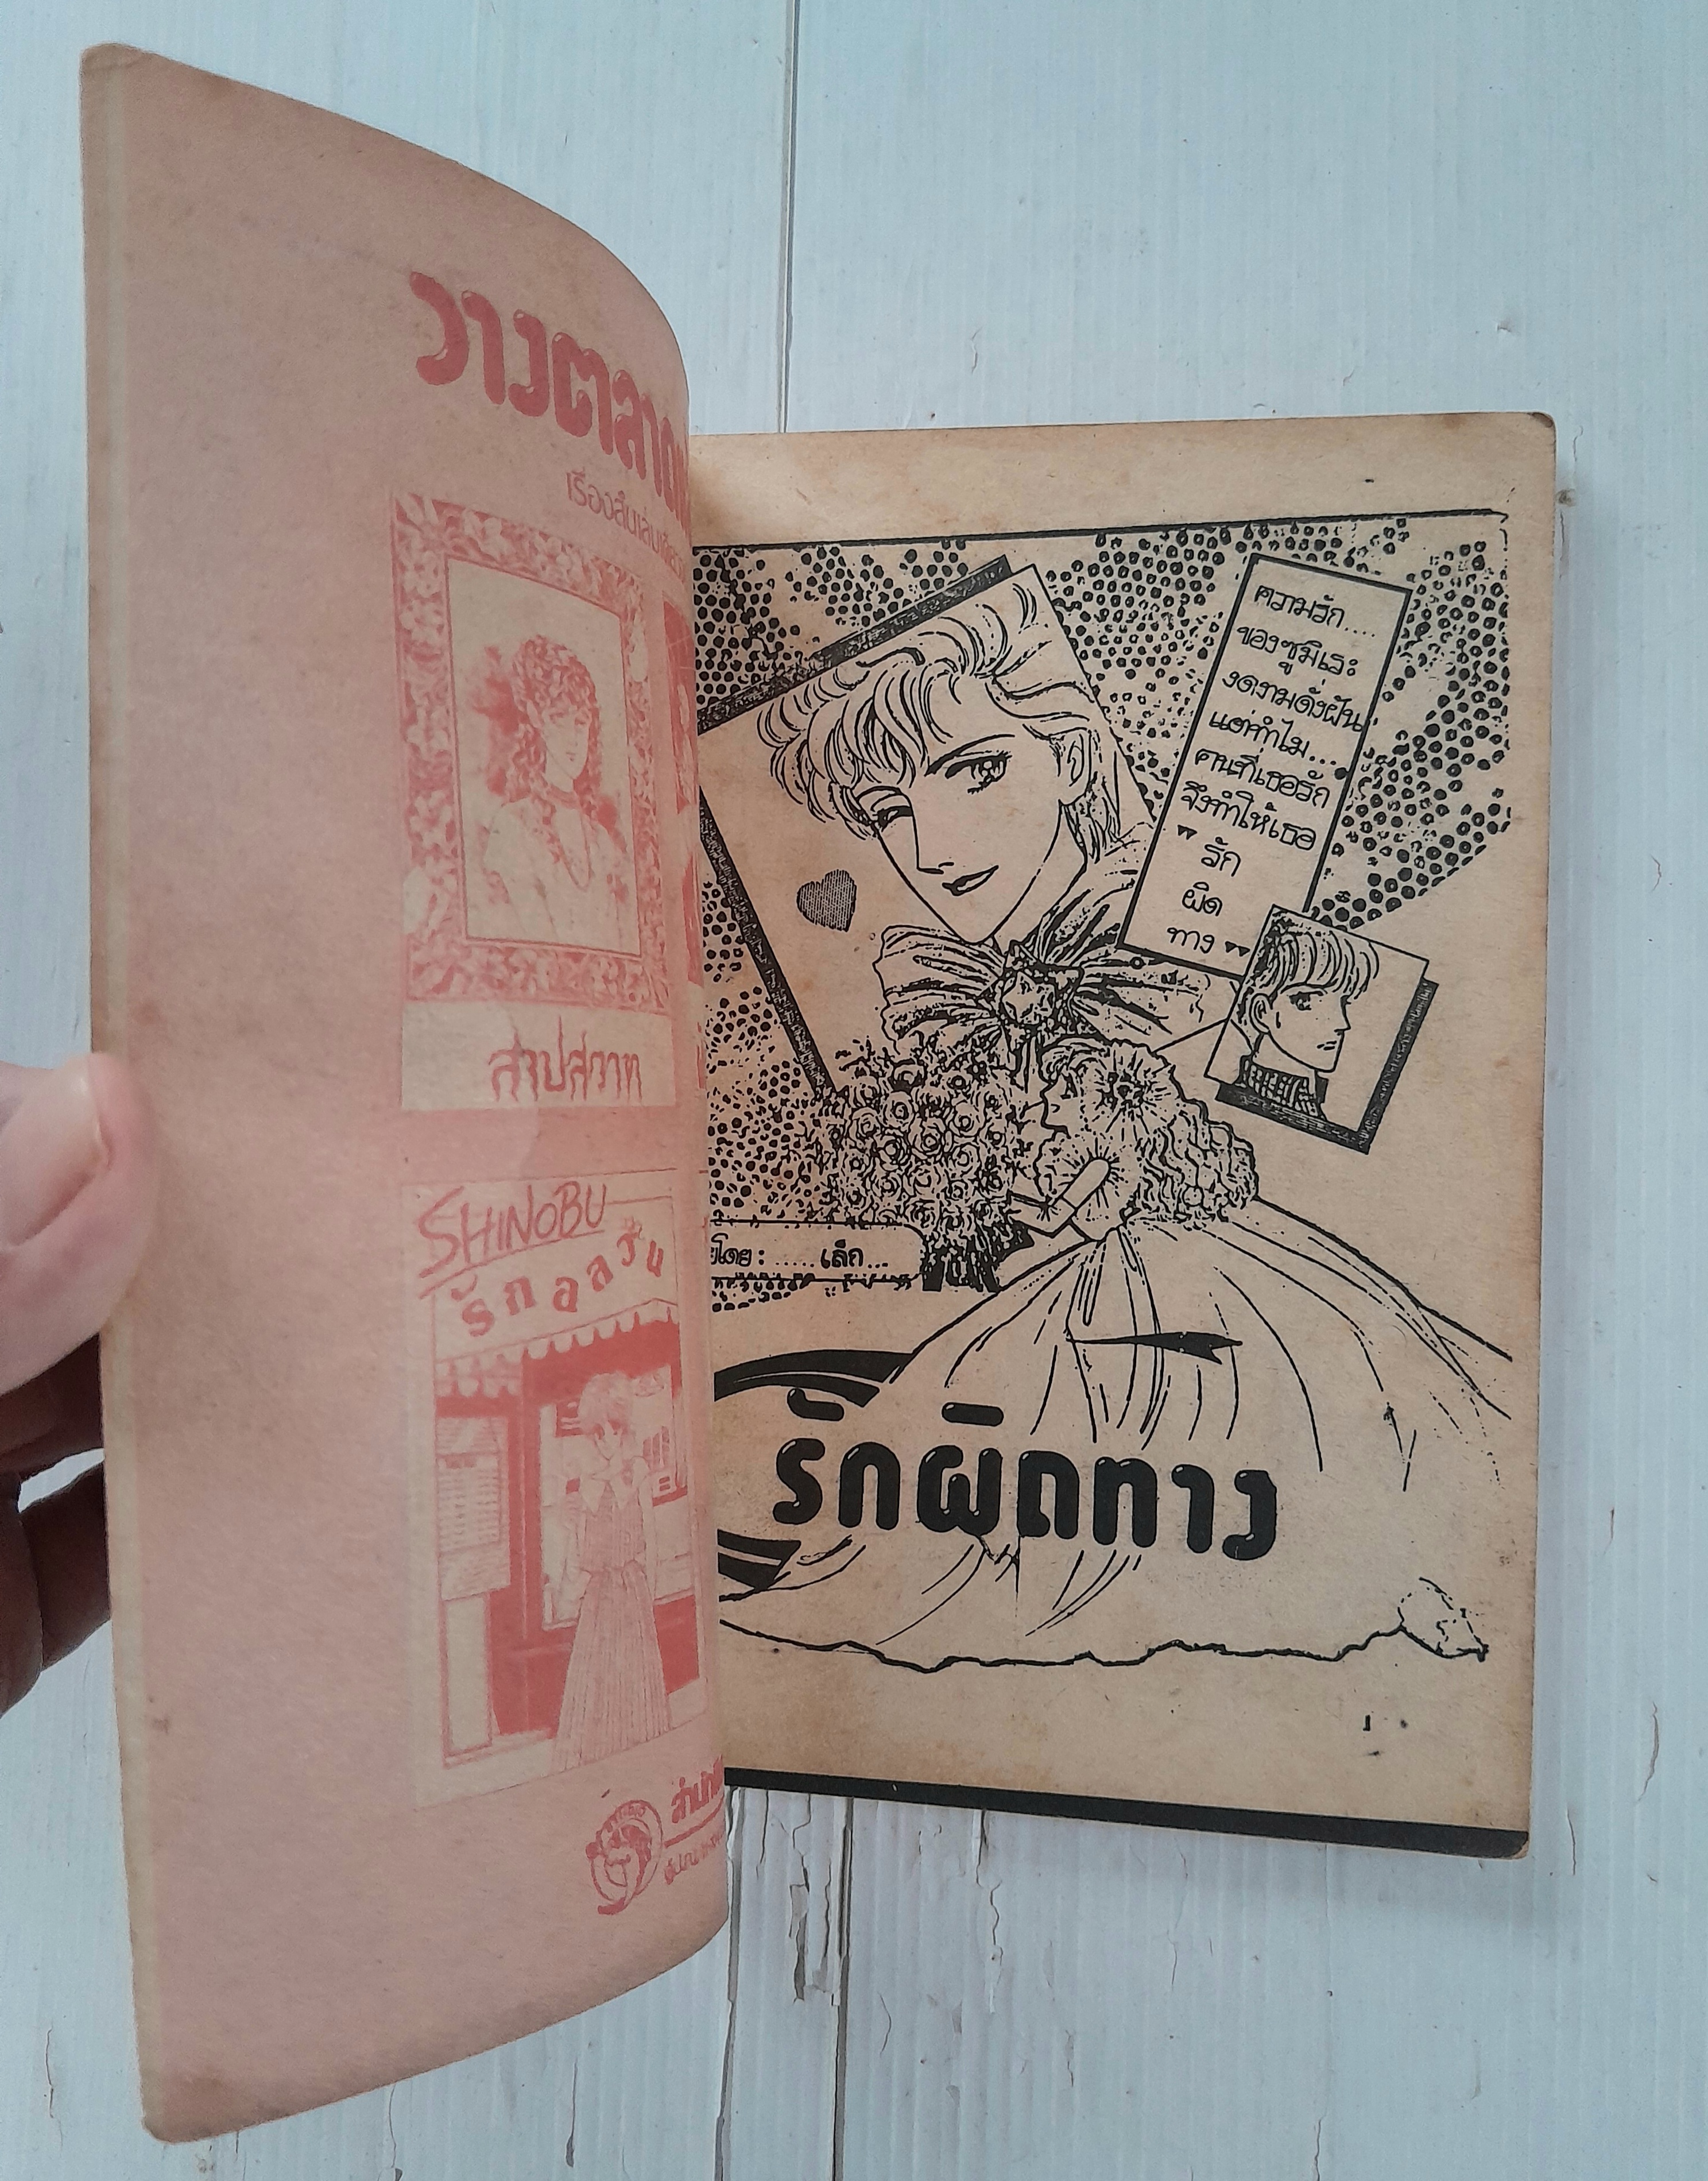 วางตลาด
เรื่องสั้นเล่มเดียว
สาปสวาท
SHINOBU
รักอลวน
สำนัก
ความรัก....
ของซูมิเระ
งดงามดั่งฝัน
แต่ทำไม...
คนที่เธอรัก
จึงทำให้เธอ
" รัก
ผิด
ทาง "
โดย : ...... เล็ก...
รักผิดทาง
1